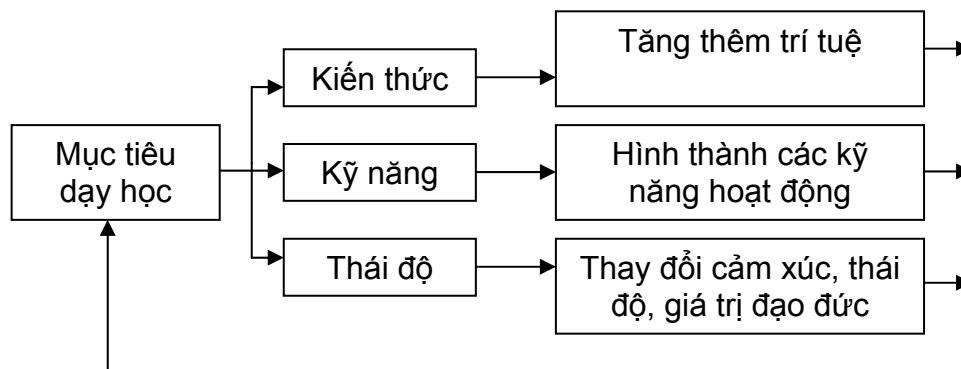 Tăng thêm trí tuệ
Kiến thức
Mục tiêu
dạy học
Kỹ năng
Hình thành các kỹ
năng hoạt động
Thái độ
Thay đổi cảm xúc, thái
độ, giá trị đạo đức